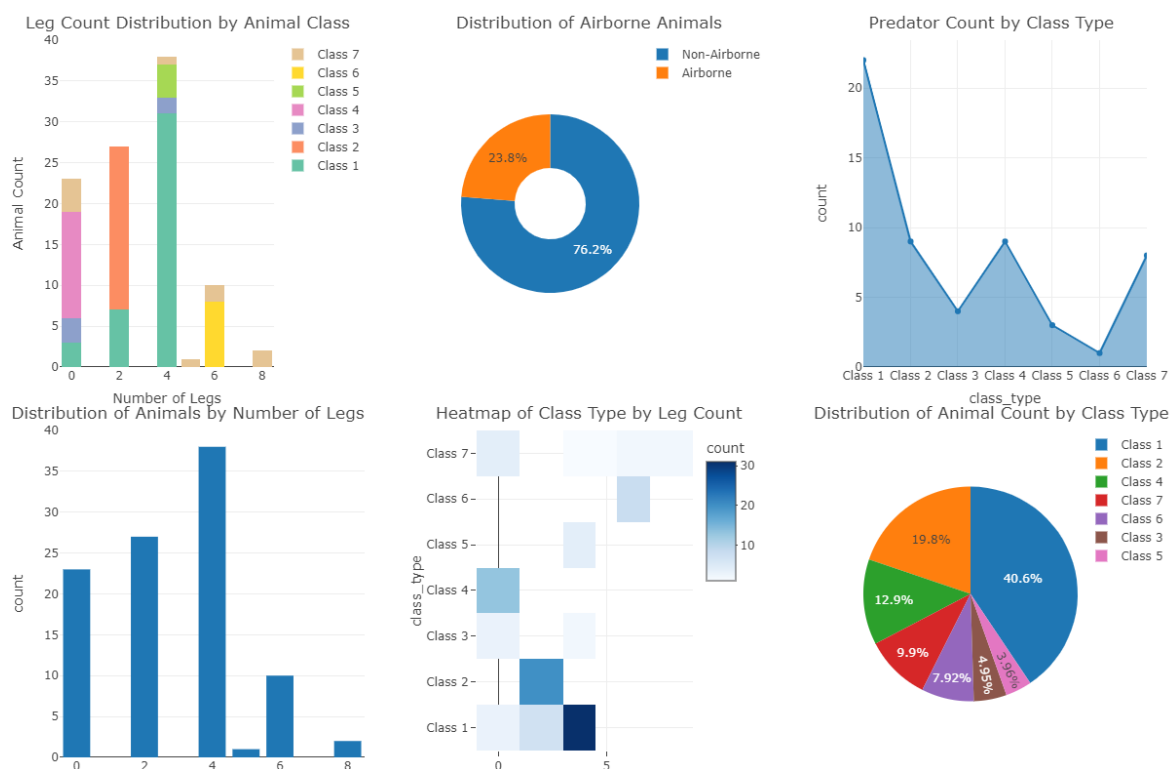 Leg Count Distribution by Animal Class
40
35
30
25
20
15
10
5
0
Animal Count
0 2 4 6 8
Number of Legs
Class 7
Class 6
Class 5
Class 4
Class 3
Class 2
Class 1
Distribution of Airborne Animals
Non-Airborne
Airborne
23.8%
76.2%
Predator Count by Class Type
20
15
10
5
0
count
Class 1 Class 2 Class 3 Class 4 Class 5 Class 6 Class 7
class_type
Distribution of Animals by Number of Legs
40
35
30
25
20
15
10
5
0
count
0 2 4 6 8
Heatmap of Class Type by Leg Count
Class 7
Class 6
Class 5
Class 4
Class 3
Class 2
Class 1
class_type
0 5
count
30
20
10
Distribution of Animal Count by Class Type
Class 1
Class 2
Class 4
Class 7
Class 6
Class 3
Class 5
40.6%
19.8%
12.9%
9.9%
7.92%
4.95%
3.96%